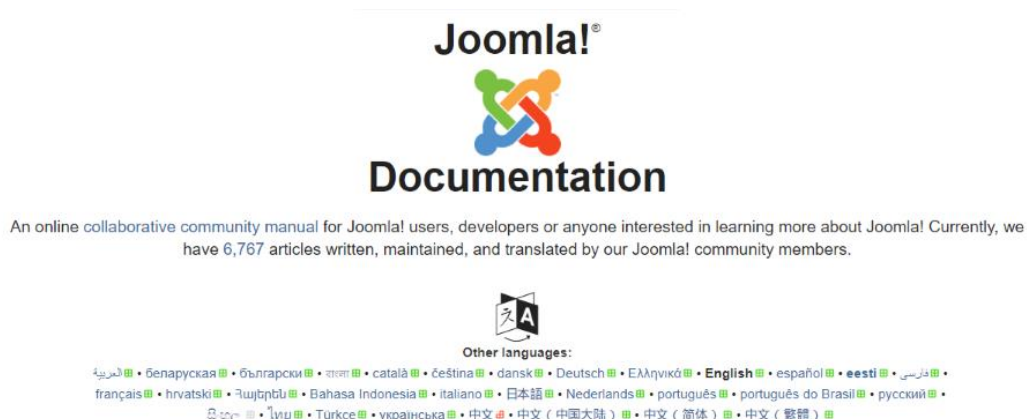 Joomla!®
Documentation
An online collaborative community manual for Joomla! users, developers or anyone interested in learning more about Joomla! Currently, we
have 6,767 articles written, maintained, and translated by our Joomla! community members.
Other languages:
العربية • беларуская • български • বাংলা • català • čeština • dansk • Deutsch • Ελληνικά • English • español • eesti • فارسی •
français • hrvatski • Հայերեն • Bahasa Indonesia • italiano • 日本語 • Nederlands • português • português do Brasil • русский •
සිංහල • ไทย • Türkçe • українська • 中文 • 中文(中国大陆) • 中文(简体) • 中文(繁體)